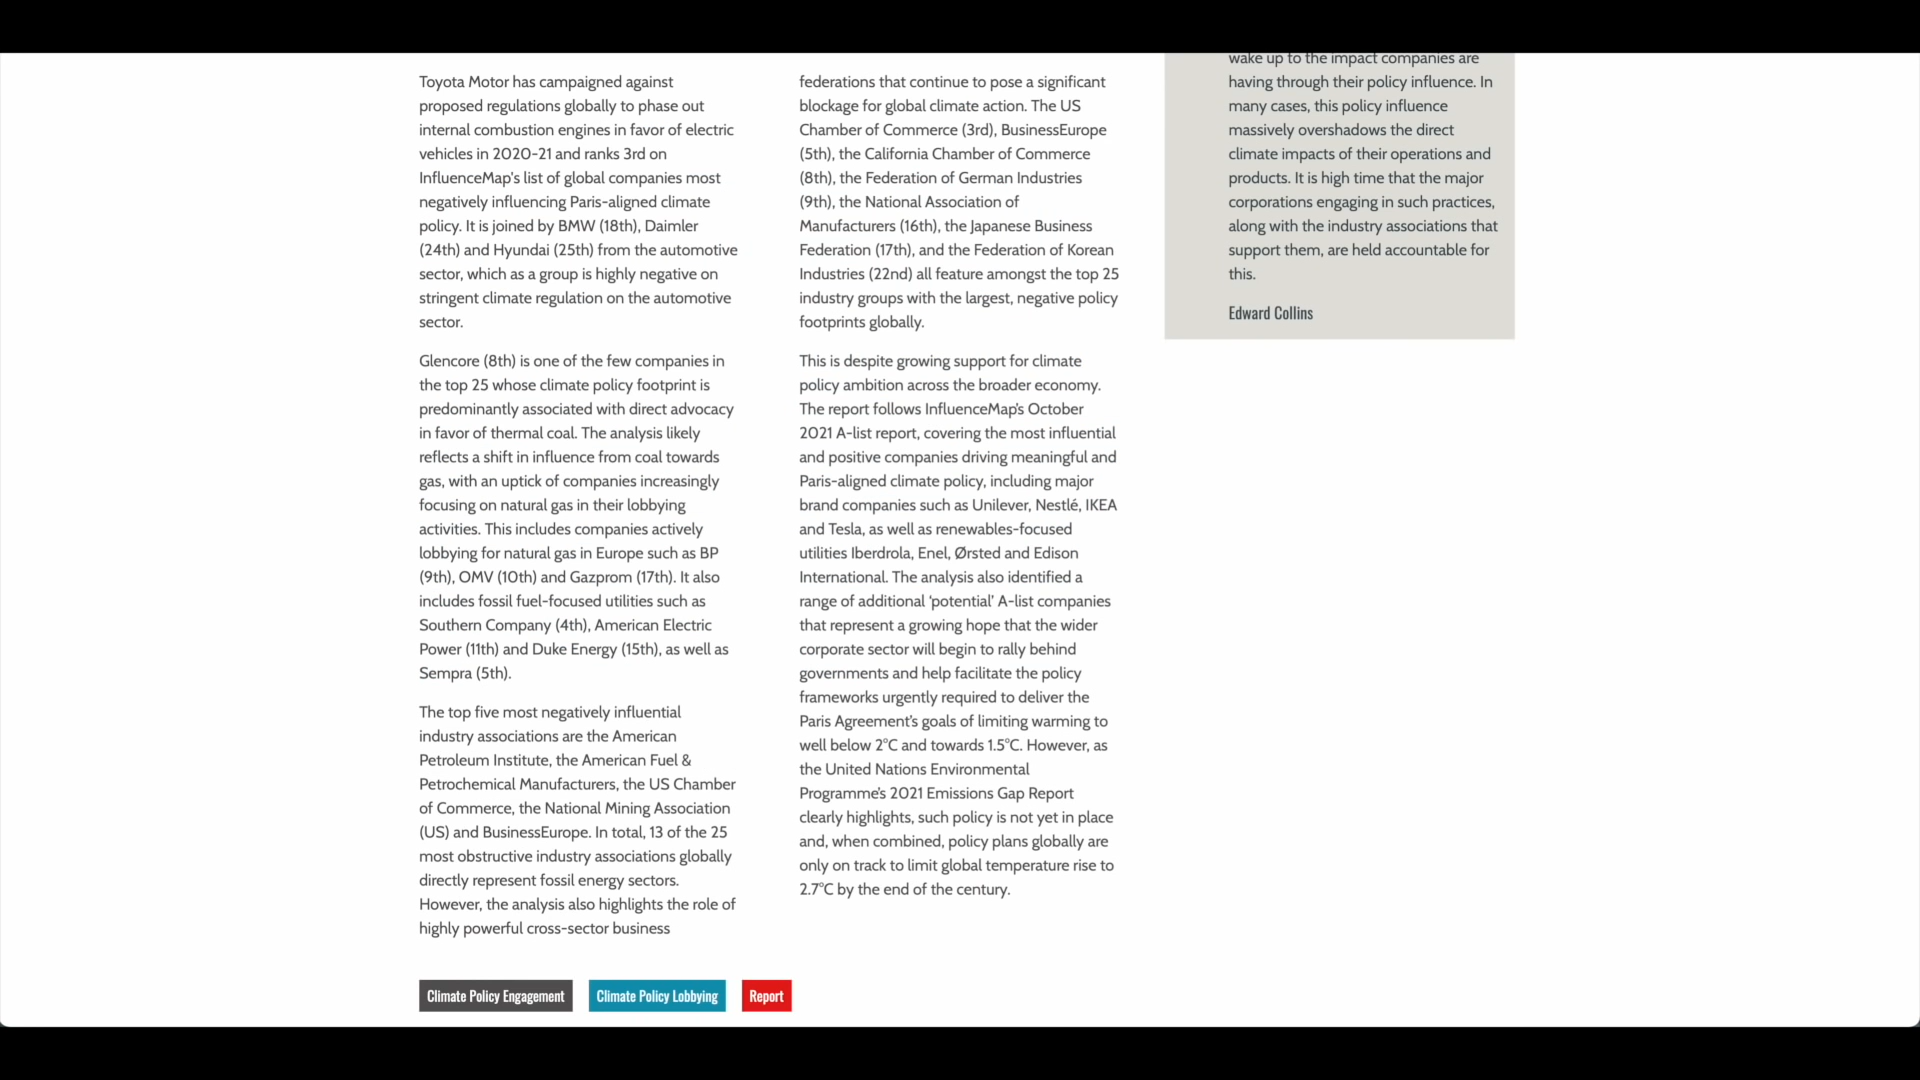 Toyota Motor has campaigned against
proposed regulations globally to phase out
internal combustion engines in favor of electric
vehicles in 2020-21 and ranks 3rd on
InfluenceMap's list of global companies most
negatively influencing Paris-aligned climate
policy. It is joined by BMW (18th), Daimler
(24th) and Hyundai (25th) from the automotive
sector, which as a group is highly negative on
stringent climate regulation on the automotive
sector.
Glencore (8th) is one of the few companies in
the top 25 whose climate policy footprint is
predominantly associated with direct advocacy
in favor of thermal coal. The analysis likely
reflects a shift in influence from coal towards
gas, with an uptick of companies increasingly
focusing on natural gas in their lobbying
activities. This includes companies actively
lobbying for natural gas in Europe such as BP
(9th), OMV (10th) and Gazprom (17th). It also
includes fossil fuel-focused utilities such as
Southern Company (4th), American Electric
Power (11th) and Duke Energy (15th), as well as
Sempra (5th).
The top five most negatively influential
industry associations are the American
Petroleum Institute, the American Fuel &
Petrochemical Manufacturers, the US Chamber
of Commerce, the National Mining Association
(US) and BusinessEurope. In total, 13 of the 25
most obstructive industry associations globally
directly represent fossil energy sectors.
However, the analysis also highlights the role of
highly powerful cross-sector business
federations that continue to pose a significant
blockage for global climate action. The US
Chamber of Commerce (3rd), BusinessEurope
(5th), the California Chamber of Commerce
(8th), the Federation of German Industries
(9th), the National Association of
Manufacturers (16th), the Japanese Business
Federation (17th), and the Federation of Korean
Industries (22nd) all feature amongst the top 25
industry groups with the largest, negative policy
footprints globally.
This is despite growing support for climate
policy ambition across the broader economy.
The report follows InfluenceMap's October
2021 A-list report, covering the most influential
and positive companies driving meaningful and
Paris-aligned climate policy, including major
brand companies such as Unilever, Nestlé, IKEA
and Tesla, as well as renewables-focused
utilities Iberdrola, Enel, Ørsted and Edison
International. The analysis also identified a
range of additional ‘potential’ A-list companies
that represent a growing hope that the wider
corporate sector will begin to rally behind
governments and help facilitate the policy
frameworks urgently required to deliver the
Paris Agreement's goals of limiting warming to
well below 2°C and towards 1.5°C. However, as
the United Nations Environmental
Programme's 2021 Emissions Gap Report
clearly highlights, such policy is not yet in place
and, when combined, policy plans globally are
only on track to limit global temperature rise to
2.7°C by the end of the century.
wake up to the impact companies are
having through their policy influence. In
many cases, this policy influence
massively overshadows the direct
climate impacts of their operations and
products. It is high time that the major
corporations engaging in such practices,
along with the industry associations that
support them, are held accountable for
this.
Edward Collins
Climate Policy Engagement
Climate Policy Lobbying
Report